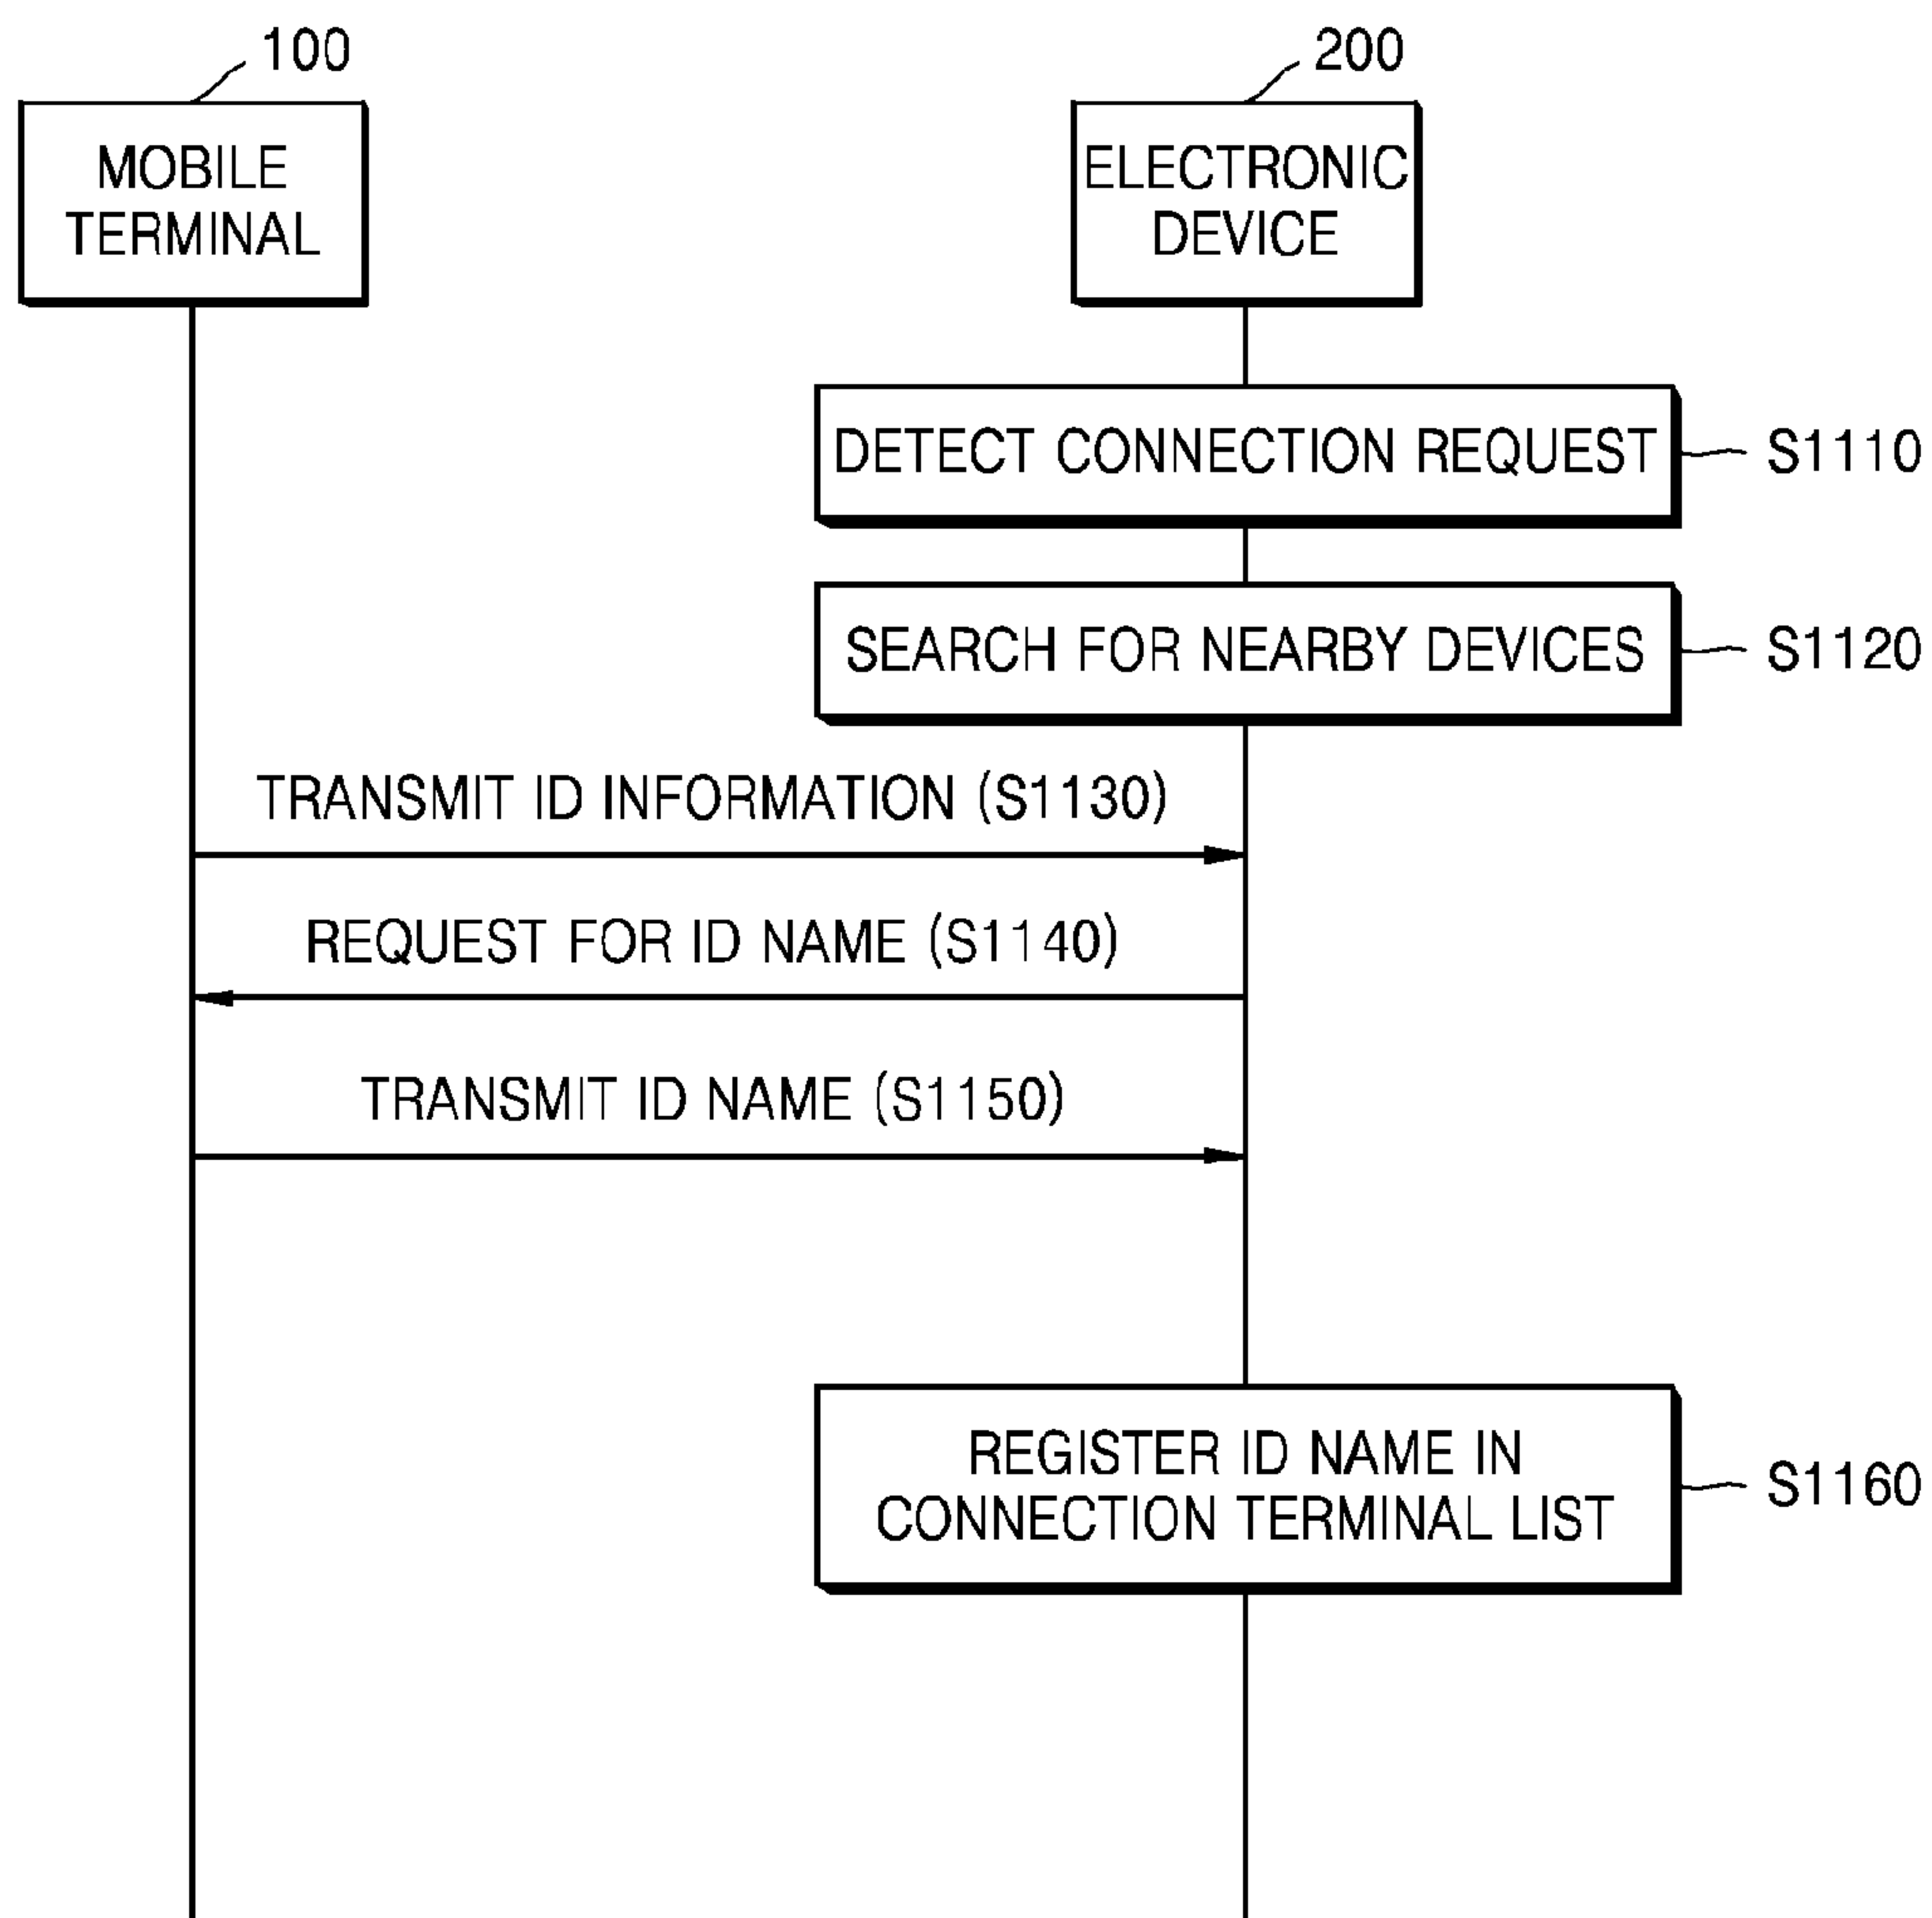 100
200
MOBILE
TERMINAL
ELECTRONIC
DEVICE
DETECT CONNECTION REQUEST
S1110
SEARCH FOR NEARBY DEVICES
S1120
TRANSMIT ID INFORMATION (S1130)
REQUEST FOR ID NAME (S1140)
TRANSMIT ID NAME (S1150)
REGISTER ID NAME IN
CONNECTION TERMINAL LIST
S1160